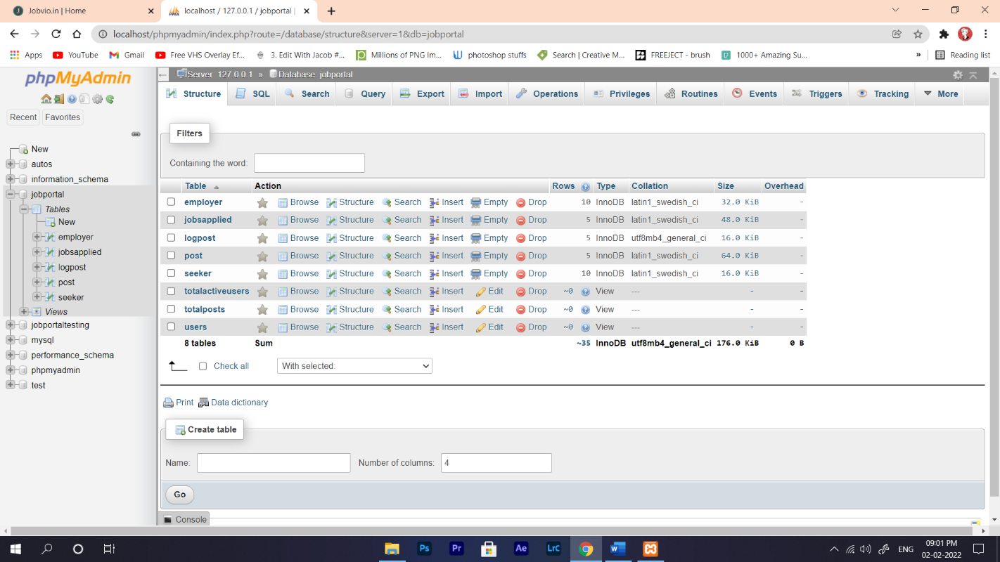 Jobvio.in | Home
localhost / 127.0.0.1 / jobportal |
localhost/phpmyadmin/index.php?route=/database/structure&server=1&db=jobportal
Apps YouTube Gmail Free VHS Overlay Ef... 3. Edit With Jacob #... Millions of PNG Im... photoshop stuffs Search | Creative M... FREEJECT - brush 1000+ Amazing Su... » Reading list
phpMyAdmin
Recent Favorites
New
autos
information_schema
jobportal
Tables
New
employer
jobsapplied
logpost
post
seeker
Views
jobportaltesting
mysql
performance_schema
phpmyadmin
test
Server 127 0 0 1 » Database jobportal
Structure SQL Search Query Export Import Operations Privileges Routines Events Triggers Tracking More
Filters
Containing the word:
Table Action Rows Type Collation Size Overhead
employer Browse Structure Search Insert Empty Drop 10 InnoDB latin1_swedish_ci 32.0 KiB -
jobsapplied Browse Structure Search Insert Empty Drop 5 InnoDB latin1_swedish_ci 48.0 KiB -
logpost Browse Structure Search Insert Empty Drop 5 InnoDB utf8mb4_general_ci 16.0 KiB -
post Browse Structure Search Insert Empty Drop 5 InnoDB latin1_swedish_ci 64.0 KiB -
seeker Browse Structure Search Insert Empty Drop 10 InnoDB latin1_swedish_ci 16.0 KiB -
totalactiveusers Browse Structure Search Insert Edit Drop ~0 View --- - -
totalposts Browse Structure Search Insert Edit Drop ~0 View --- - -
users Browse Structure Search Insert Edit Drop ~0 View --- - -
8 tables Sum ~35 InnoDB utf8mb4_general_ci 176.0 KiB 0 B
Check all With selected:
Print Data dictionary
Create table
Name: Number of columns: 4
Go
Console
Ps Pr Ae LrC W ENG 09:01 PM
02-02-2022